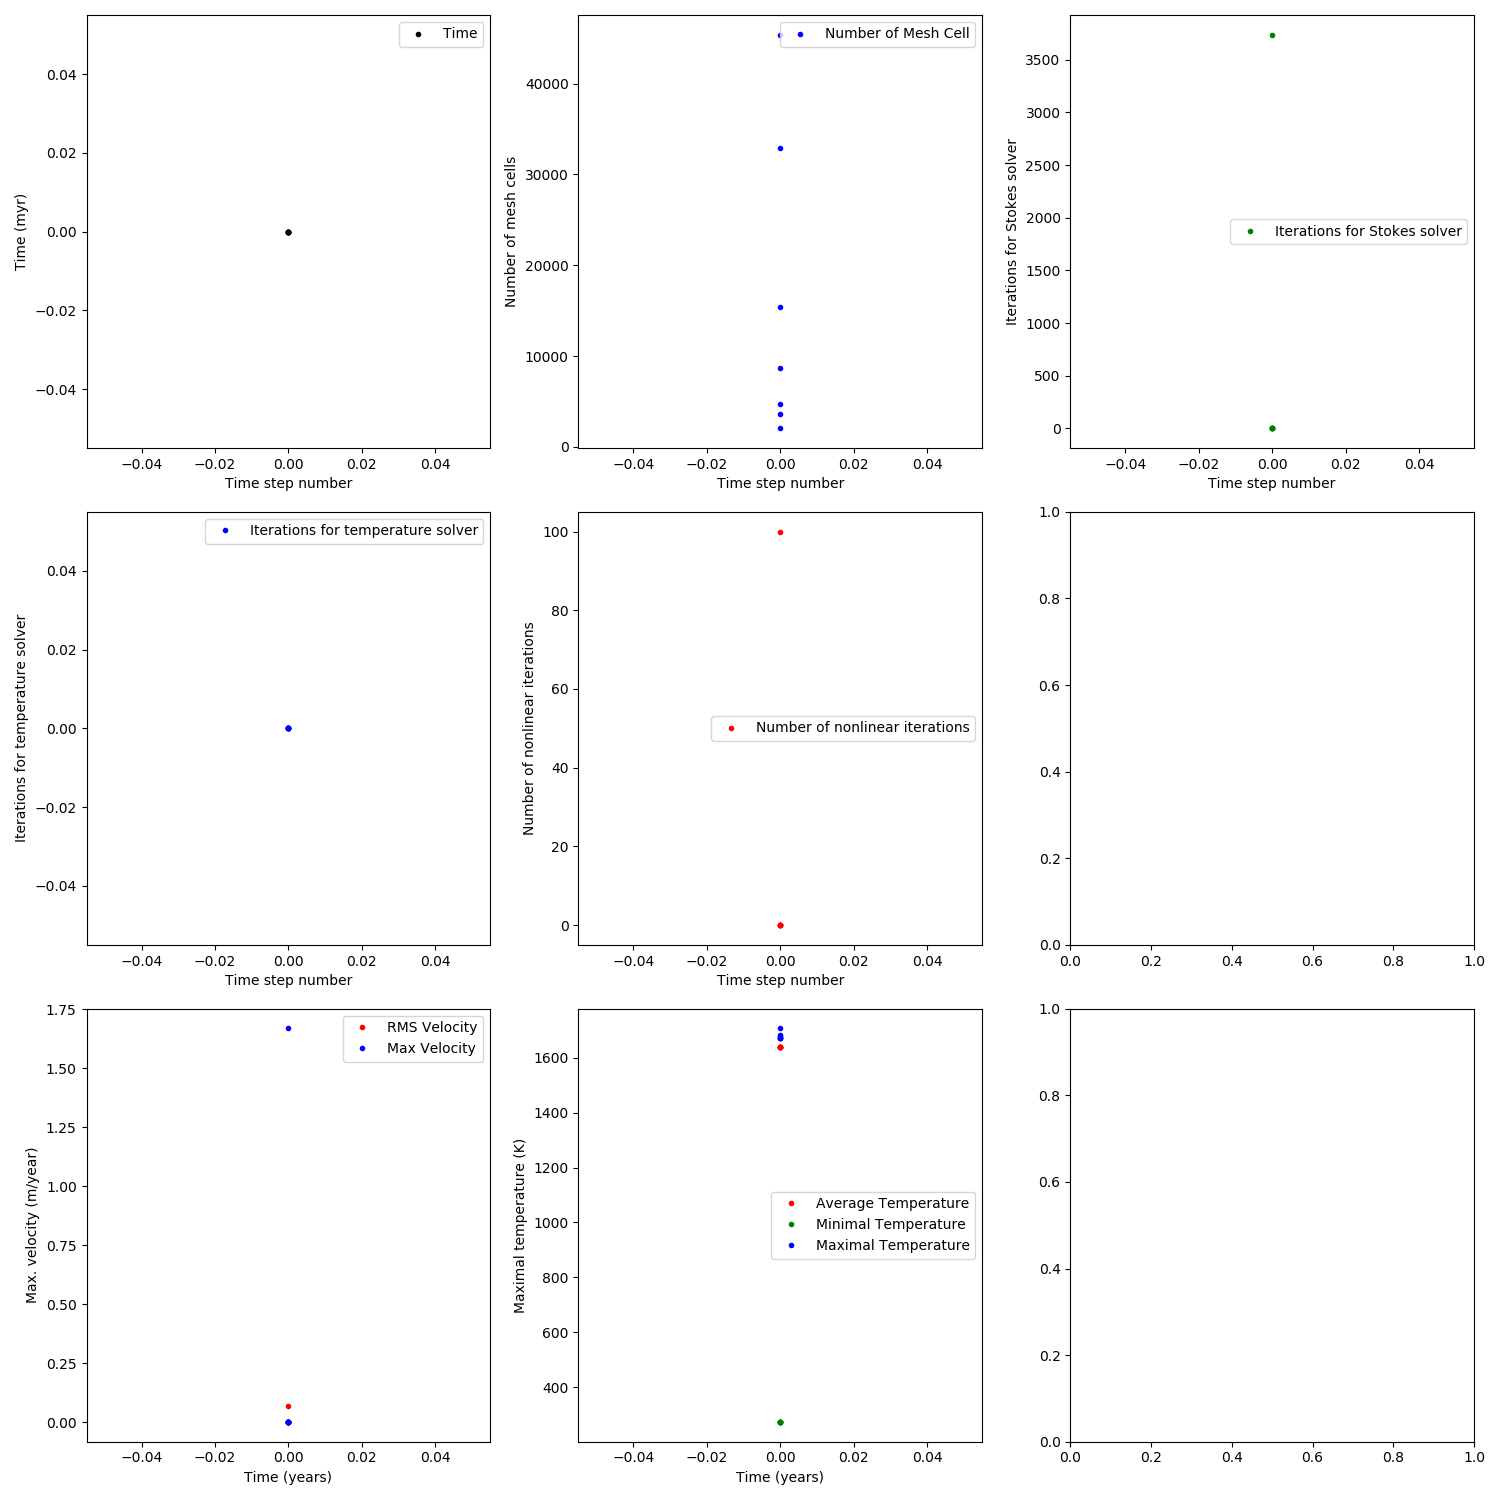 Time
0.04
0.02
0.00
−0.02
−0.04
Time (myr)
−0.04 −0.02 0.00 0.02 0.04
Time step number
Number of Mesh Cell
40000
30000
20000
10000
0
Number of mesh cells
−0.04 −0.02 0.00 0.02 0.04
Time step number
3500
3000
2500
2000
1500
1000
500
0
Iterations for Stokes solver
Iterations for Stokes solver
−0.04 −0.02 0.00 0.02 0.04
Time step number
Iterations for temperature solver
0.04
0.02
0.00
−0.02
−0.04
Iterations for temperature solver
−0.04 −0.02 0.00 0.02 0.04
Time step number
100
80
60
40
20
0
Number of nonlinear iterations
Number of nonlinear iterations
−0.04 −0.02 0.00 0.02 0.04
Time step number
1.0
0.8
0.6
0.4
0.2
0.0
0.0 0.2 0.4 0.6 0.8 1.0
RMS Velocity
Max Velocity
1.75
1.50
1.25
1.00
0.75
0.50
0.25
0.00
Max. velocity (m/year)
−0.04 −0.02 0.00 0.02 0.04
Time (years)
1600
1400
1200
1000
800
600
400
Maximal temperature (K)
Average Temperature
Minimal Temperature
Maximal Temperature
−0.04 −0.02 0.00 0.02 0.04
Time (years)
1.0
0.8
0.6
0.4
0.2
0.0
0.0 0.2 0.4 0.6 0.8 1.0